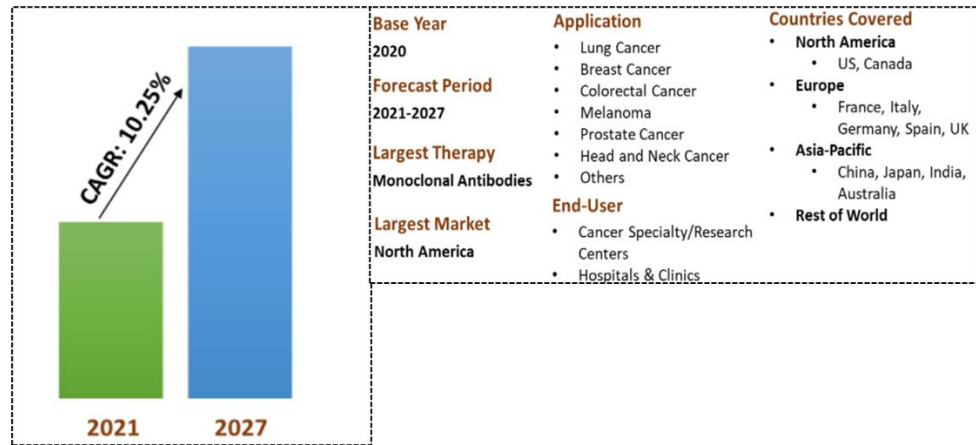 CAGR: 10.25%
2021
2027
Base Year
2020
Forecast Period
2021-2027
Largest Therapy
Monoclonal Antibodies
Largest Market
North America
Application
• Lung Cancer
• Breast Cancer
• Colorectal Cancer
• Melanoma
• Prostate Cancer
• Head and Neck Cancer
• Others
End-User
• Cancer Specialty/Research
Centers
• Hospitals & Clinics
Countries Covered
• North America
• US, Canada
• Europe
• France, Italy,
Germany, Spain, UK
• Asia-Pacific
• China, Japan, India,
Australia
• Rest of World